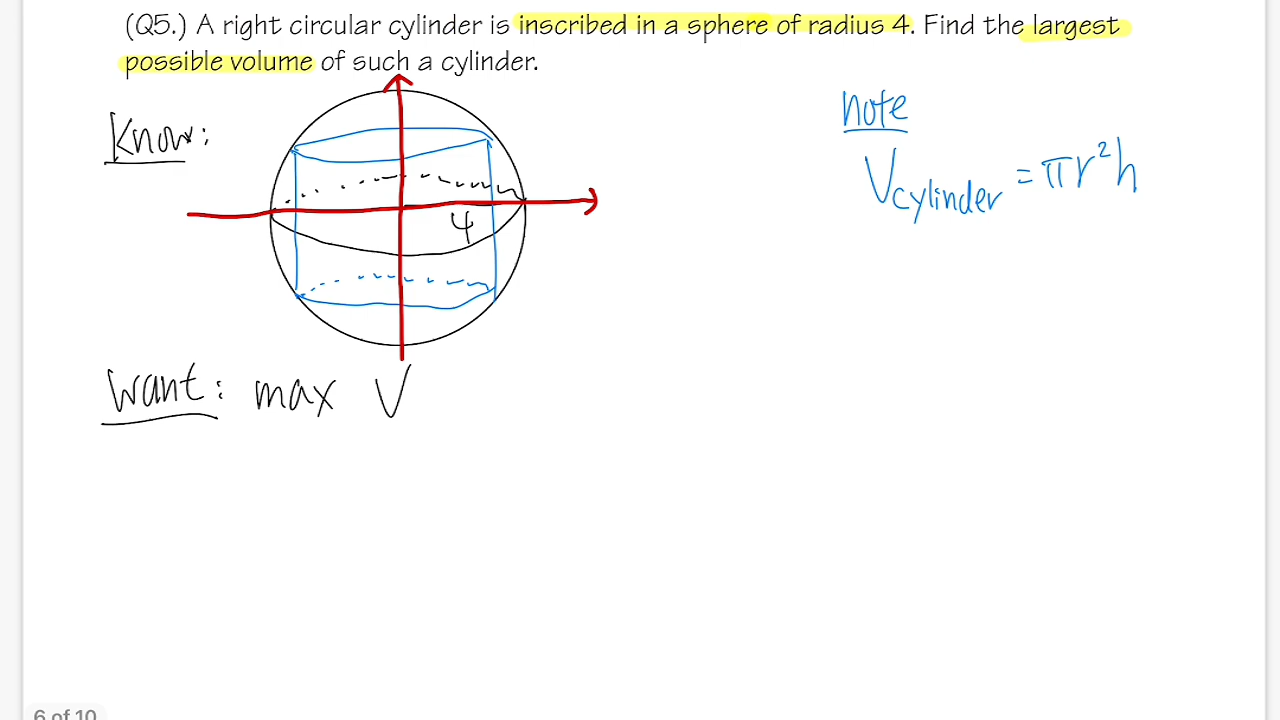 (Q5.) A right circular cylinder is inscribed in a sphere of radius 4. Find the largest
possible volume of such a cylinder.
Know:
4
note
Vcylinder = πr²h
Want: max V
6 of 10